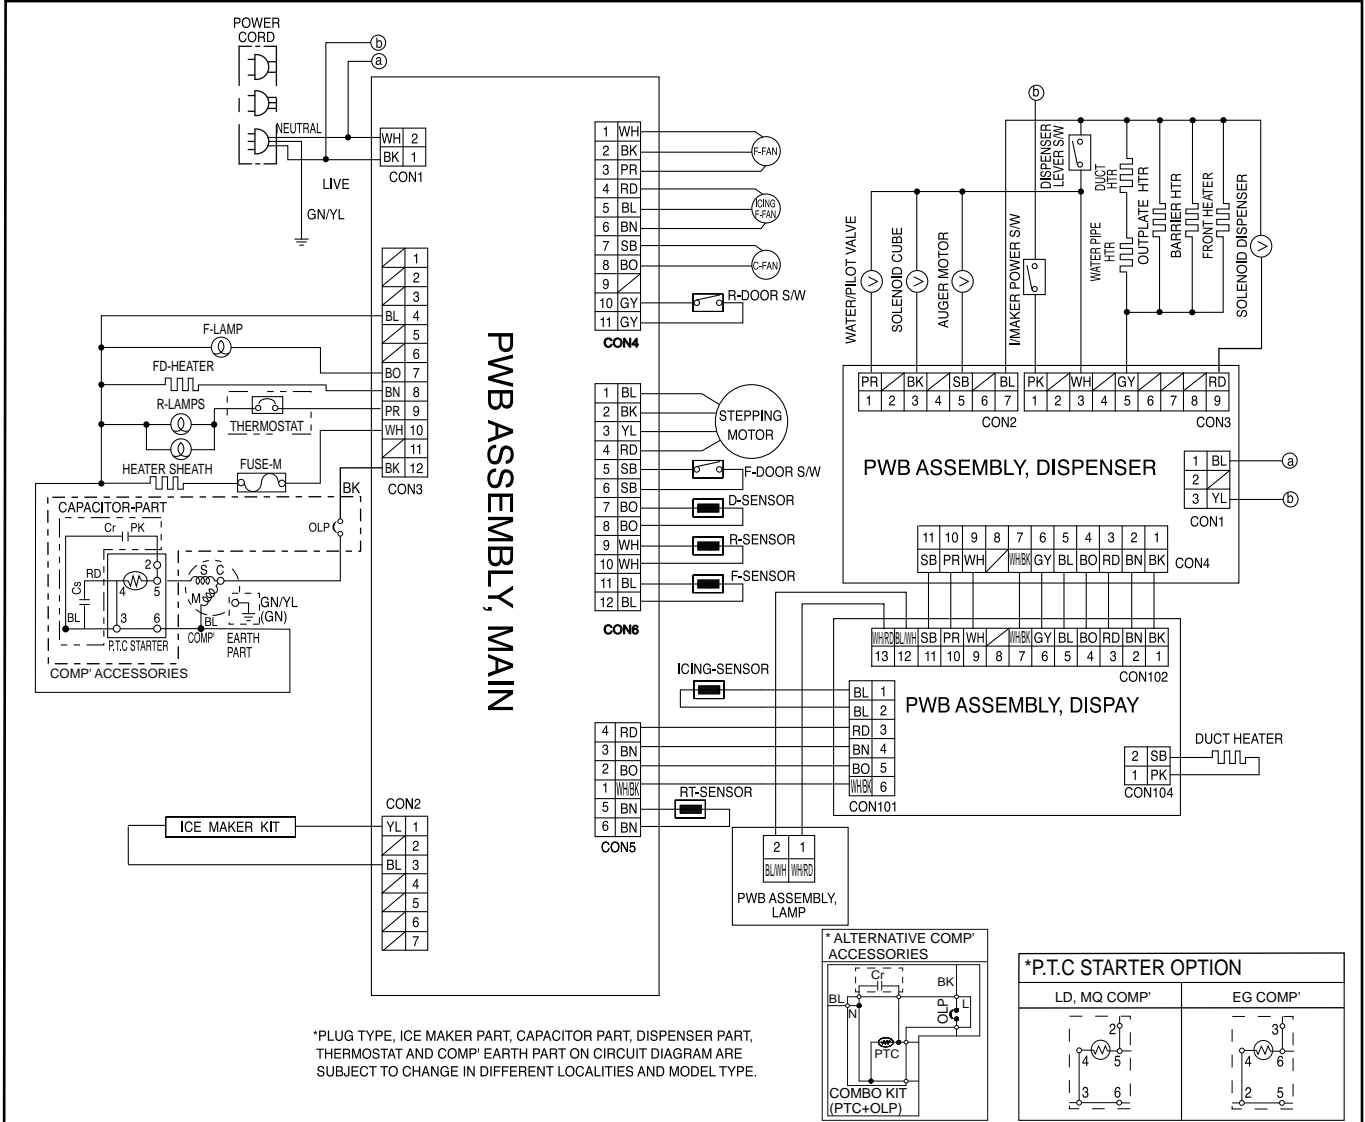 POWER
CORD
ⓑ
ⓐ
NEUTRAL
WH 2
BK 1
CON1
LIVE
GN/YL
1
2
3
BL 4
5
6
BO 7
BN 8
PR 9
WH 10
11
BK 12
CON3
F-LAMP
FD-HEATER
R-LAMPS
THERMOSTAT
HEATER SHEATH
FUSE-M
BK
CAPACITOR-PART
Cr PK
OLP
RD
Cs
BL
2
4 5
3 6
P.T.C STARTER
S C
M
BL
COMP'
GN/YL
(GN)
EARTH
PART
COMP' ACCESSORIES
ICE MAKER KIT
CON2
YL 1
2
BL 3
4
5
6
7
PWB ASSEMBLY, MAIN
1 WH
2 BK
3 PR
4 RD
5 BL
6 BN
7 SB
8 BO
9
10 GY
11 GY
CON4
F-FAN
ICING
F-FAN
C-FAN
R-DOOR S/W
1 BL
2 BK
3 YL
4 RD
5 SB
6 SB
7 BO
8 BO
9 WH
10 WH
11 BL
12 BL
CON6
STEPPING
MOTOR
F-DOOR S/W
D-SENSOR
R-SENSOR
F-SENSOR
4 RD
3 BN
2 BO
1 WH/BK
5 BN
6 BN
CON5
RT-SENSOR
ICING-SENSOR
ⓑ
WATER/PILOT VALVE
SOLENOID CUBE
AUGER MOTOR
I/MAKER POWER S/W
DISPENSER
LEVER S/W
DUCT
HTR
WATER PIPE
HTR
OUTPLATE HTR
BARRIER HTR
FRONT HEATER
SOLENOID DISPENSER
V V V V
PR BK SB BL
1 2 3 4 5 6 7
CON2
PK WH GY RD
1 2 3 4 5 6 7 8 9
CON3
PWB ASSEMBLY, DISPENSER
1 BL
2
3 YL
CON1
ⓐ
ⓑ
11 10 9 8 7 6 5 4 3 2 1
SB PR WH WH/BK GY BL BO RD BN BK
CON4
WH/RD BL/WH SB PR WH WH/BK GY BL BO RD BN BK
13 12 11 10 9 8 7 6 5 4 3 2 1
CON102
BL 1
BL 2
RD 3
BN 4
BO 5
WH/BK 6
CON101
PWB ASSEMBLY, DISPAY
2 SB
1 PK
CON104
DUCT HEATER
2 1
BL/WH WH/RD
PWB ASSEMBLY,
LAMP
* ALTERNATIVE COMP'
ACCESSORIES
Cr
BK
BL
N
OLP
L
PTC
COMBO KIT
(PTC+OLP)
*P.T.C STARTER OPTION
LD, MQ COMP'
EG COMP'
2
4 5
3 6
3
4 6
2 5
*PLUG TYPE, ICE MAKER PART, CAPACITOR PART, DISPENSER PART,
THERMOSTAT AND COMP' EARTH PART ON CIRCUIT DIAGRAM ARE
SUBJECT TO CHANGE IN DIFFERENT LOCALITIES AND MODEL TYPE.